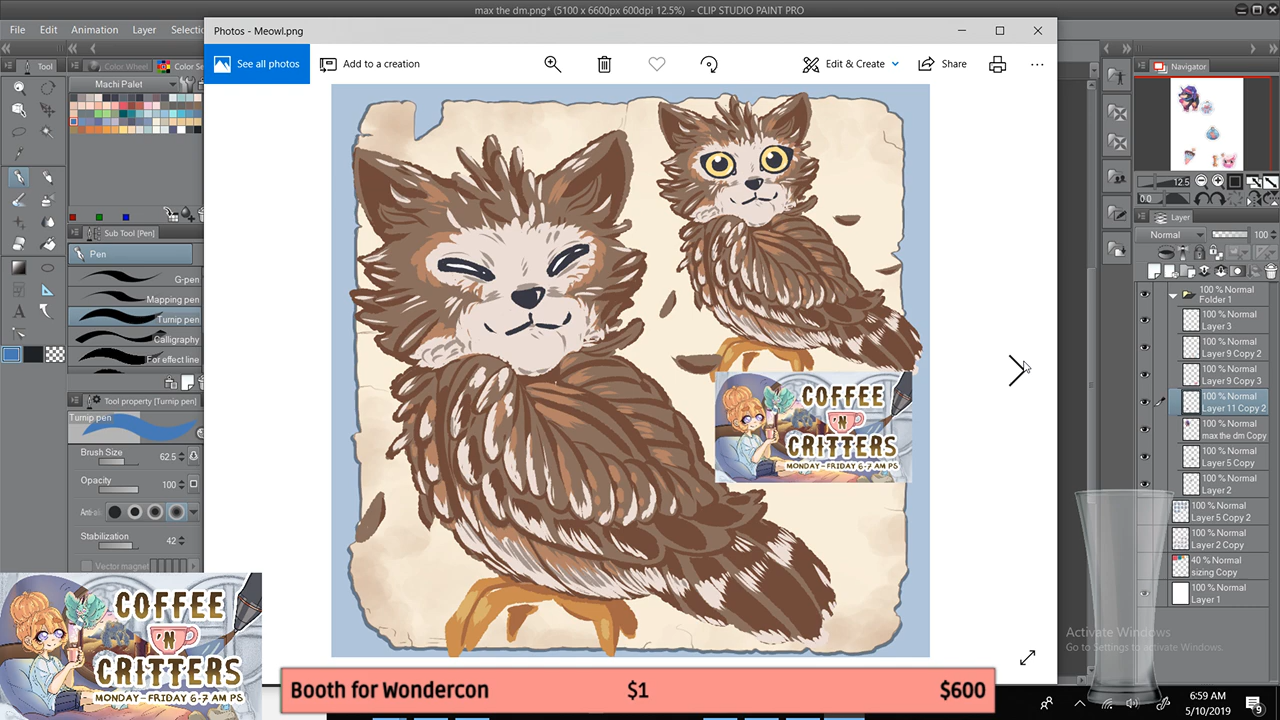 max the dm.png* (5100 x 6600px 600dpi 12.5%) - CLIP STUDIO PAINT PRO
File Edit Animation Layer Selectio
Photos - Meowl.png
See all photos
Add to a creation
Edit & Create
Share
Tool
Color Wheel
Color Se
Machi Palet
Sub Tool [Pen]
Pen
G-pen
Mapping pen
Turnip pen
Calligraphy
For effect line
Tool property [Turnip pen]
Turnip pen
Brush Size 62.5
Opacity 100
Anti-ali
Stabilization 42
Vector magnet
COFFEE
'N'
CRITTERS
MONDAY-FRIDAY 6-7 AM PS
COFFEE
'N'
CRITTERS
MONDAY-FRIDAY 6-7 AM PS
Navigator
12.5
0.0
Layer
Normal 100
100 % Normal
Folder 1
100 % Normal
Layer 3
100 % Normal
Layer 9 Copy 2
100 % Normal
Layer 9 Copy 3
100 % Normal
Layer 11 Copy 2
100 % Normal
max the dm Copy
100 % Normal
Layer 5 Copy
100 % Normal
Layer 2
100 % Normal
Layer 5 Copy 2
100 % Normal
Layer 2 Copy
40 % Normal
sizing Copy
100 % Normal
Layer 1
Activate Windows
Go to Settings to activate Windows.
Booth for Wondercon $1 $600
6:59 AM
5/10/2019
9